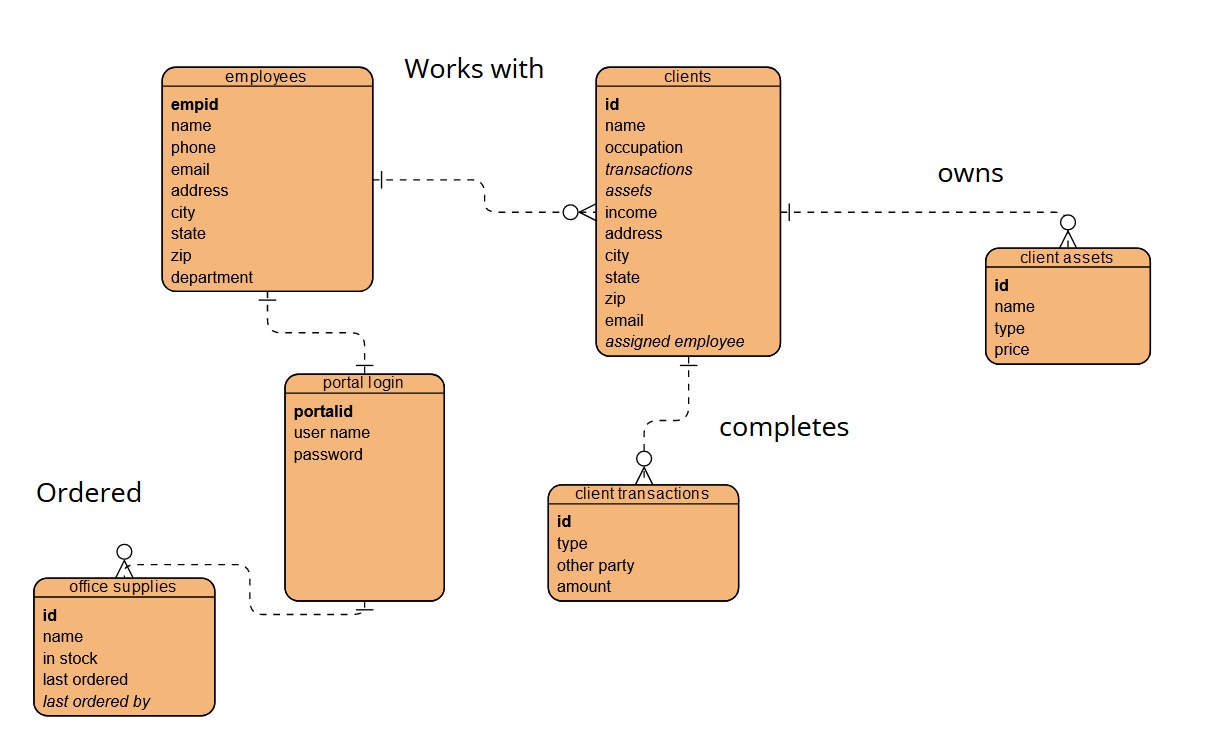 Works with
employees
empid
name
phone
email
address
city
state
zip
department
clients
id
name
occupation
transactions
assets
income
address
city
state
zip
email
assigned employee
owns
client assets
id
name
type
price
portal login
portalid
user name
password
completes
client transactions
id
type
other party
amount
Ordered
office supplies
id
name
in stock
last ordered
last ordered by